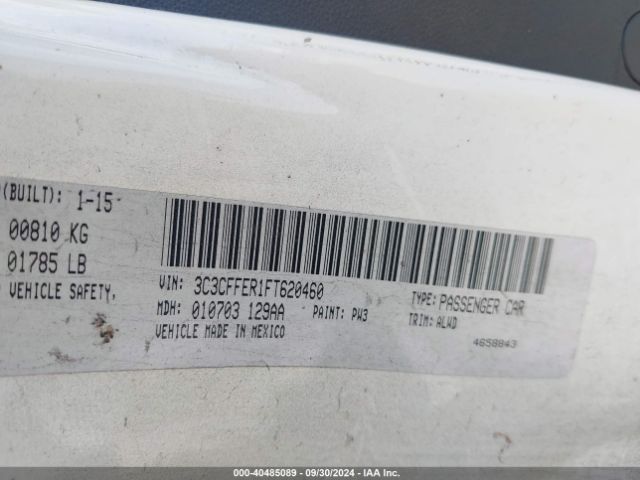 (BUILT): 1-15
00810 KG
01785 LB
VEHICLE SAFETY,
VIN: 3C3CFFER1FT620460
MDH: 010703 129AA PAINT: PW3
VEHICLE MADE IN MEXICO
TYPE: PASSENGER CAR
TRIM: ALWD
4658843
000-40485089 - 09/30/2024 - IAA Inc.